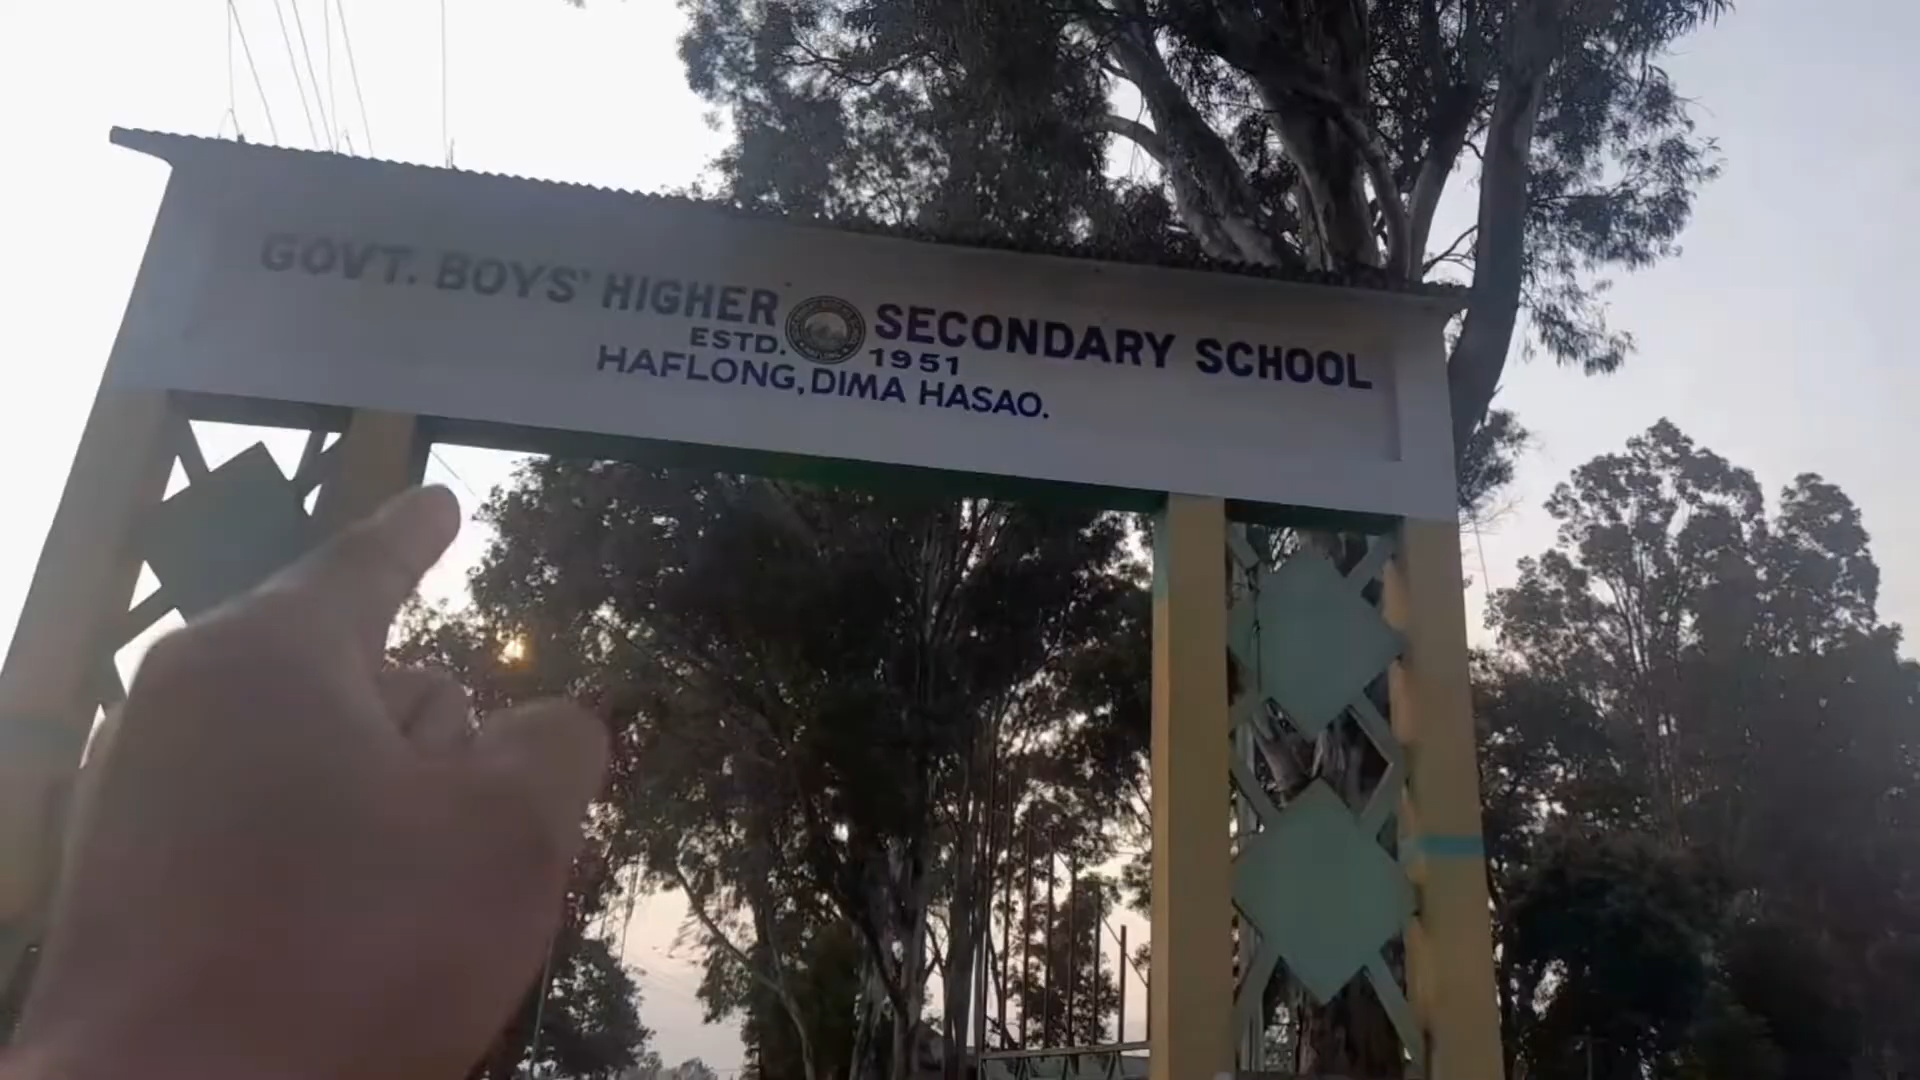 GOVT. BOYS' HIGHER SECONDARY SCHOOL
ESTD. 1951
HAFLONG, DIMA HASAO.